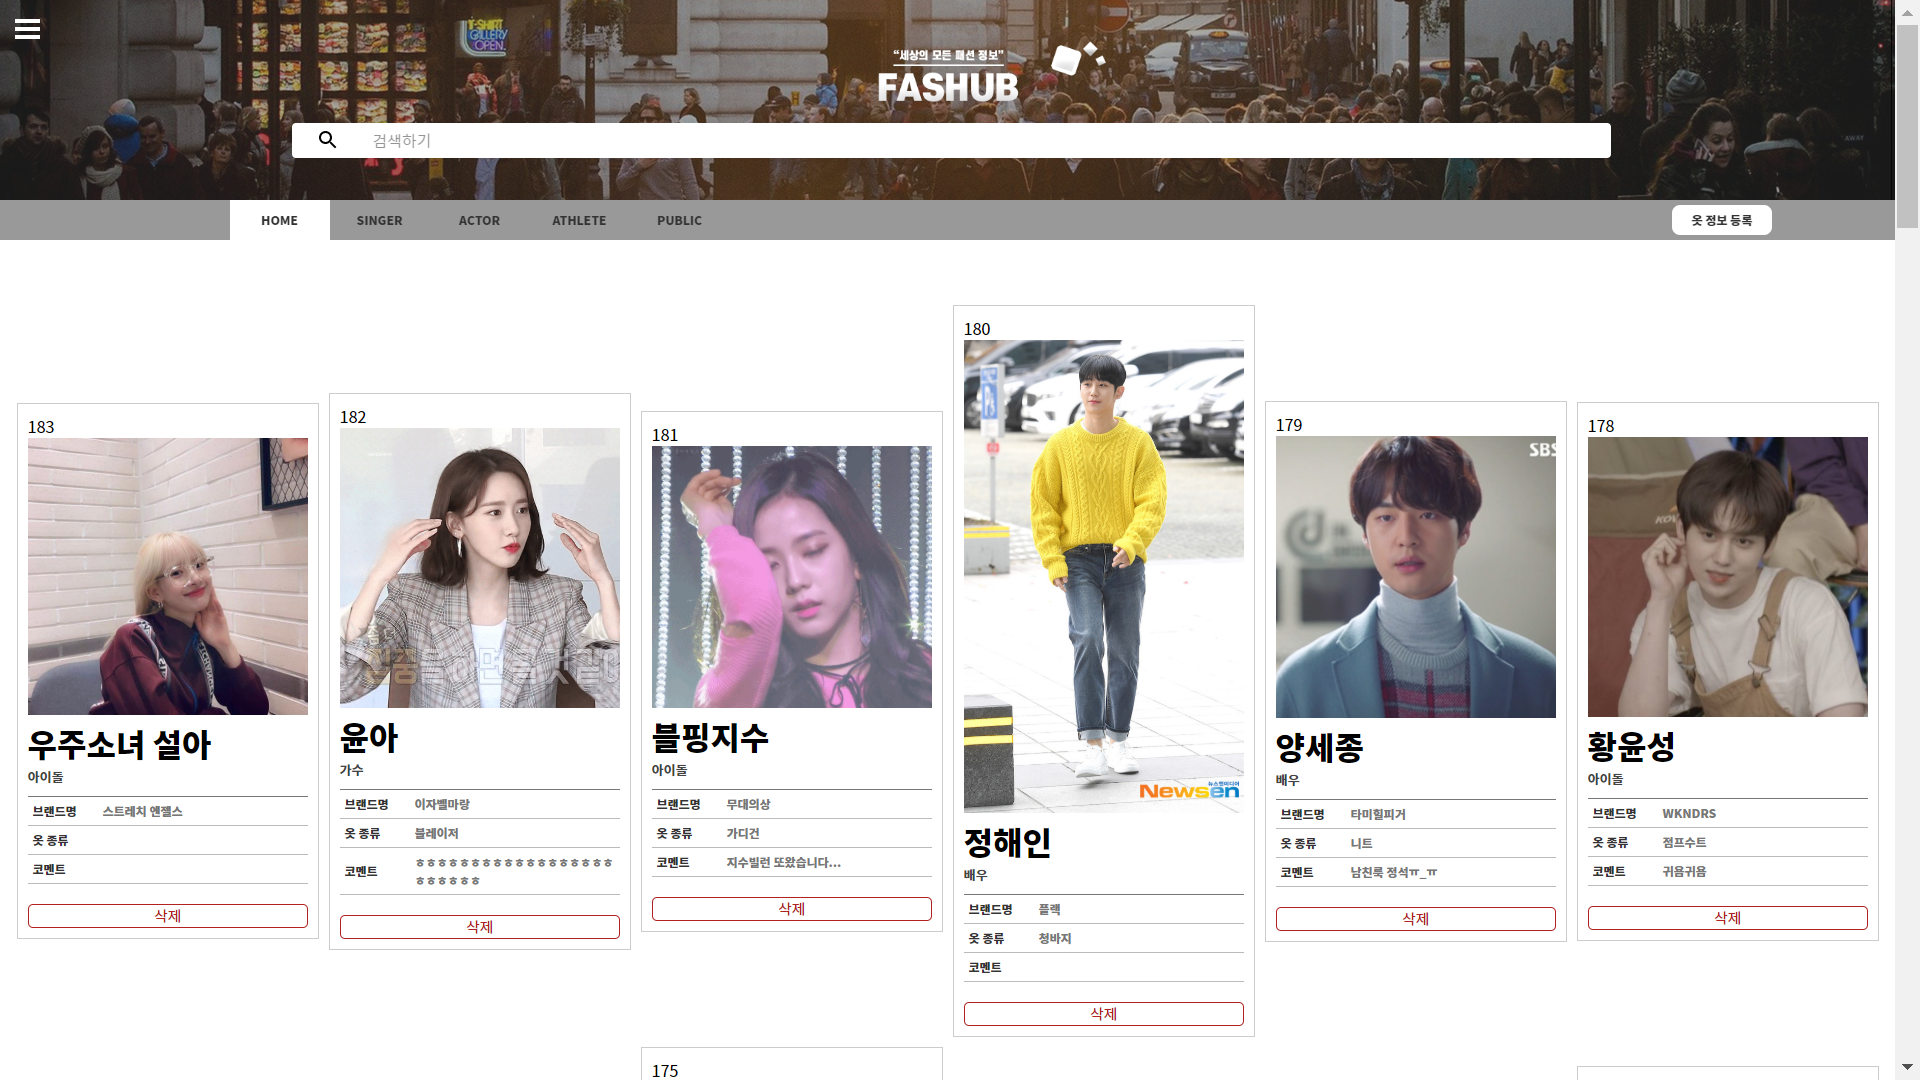 T-SHIRT
GALLERY
OPEN
“세상의 모든 패션 정보”
FASHUB
검색하기
AWAY
HOME
SINGER
ACTOR
ATHLETE
PUBLIC
옷 정보 등록
183
우주소녀 설아
아이돌
브랜드명 스트레치 엔젤스
옷 종류
코멘트
삭제
182
윤아
가수
브랜드명 이자벨마랑
옷 종류 블레이저
코멘트 ㅎㅎㅎㅎㅎㅎㅎㅎㅎㅎㅎㅎㅎㅎㅎㅎㅎㅎ
ㅎㅎㅎㅎㅎㅎ
삭제
181
블핑지수
아이돌
브랜드명 무대의상
옷 종류 가디건
코멘트 지수빌런 또왔습니다...
삭제
180
Newsen
정해인
배우
브랜드명 플랙
옷 종류 청바지
코멘트
삭제
179
SBS
양세종
배우
브랜드명 타미힐피거
옷 종류 니트
코멘트 남친룩 정석ㅠ_ㅠ
삭제
178
황윤성
아이돌
브랜드명 WKNDRS
옷 종류 점프수트
코멘트 귀욤귀욤
삭제
175